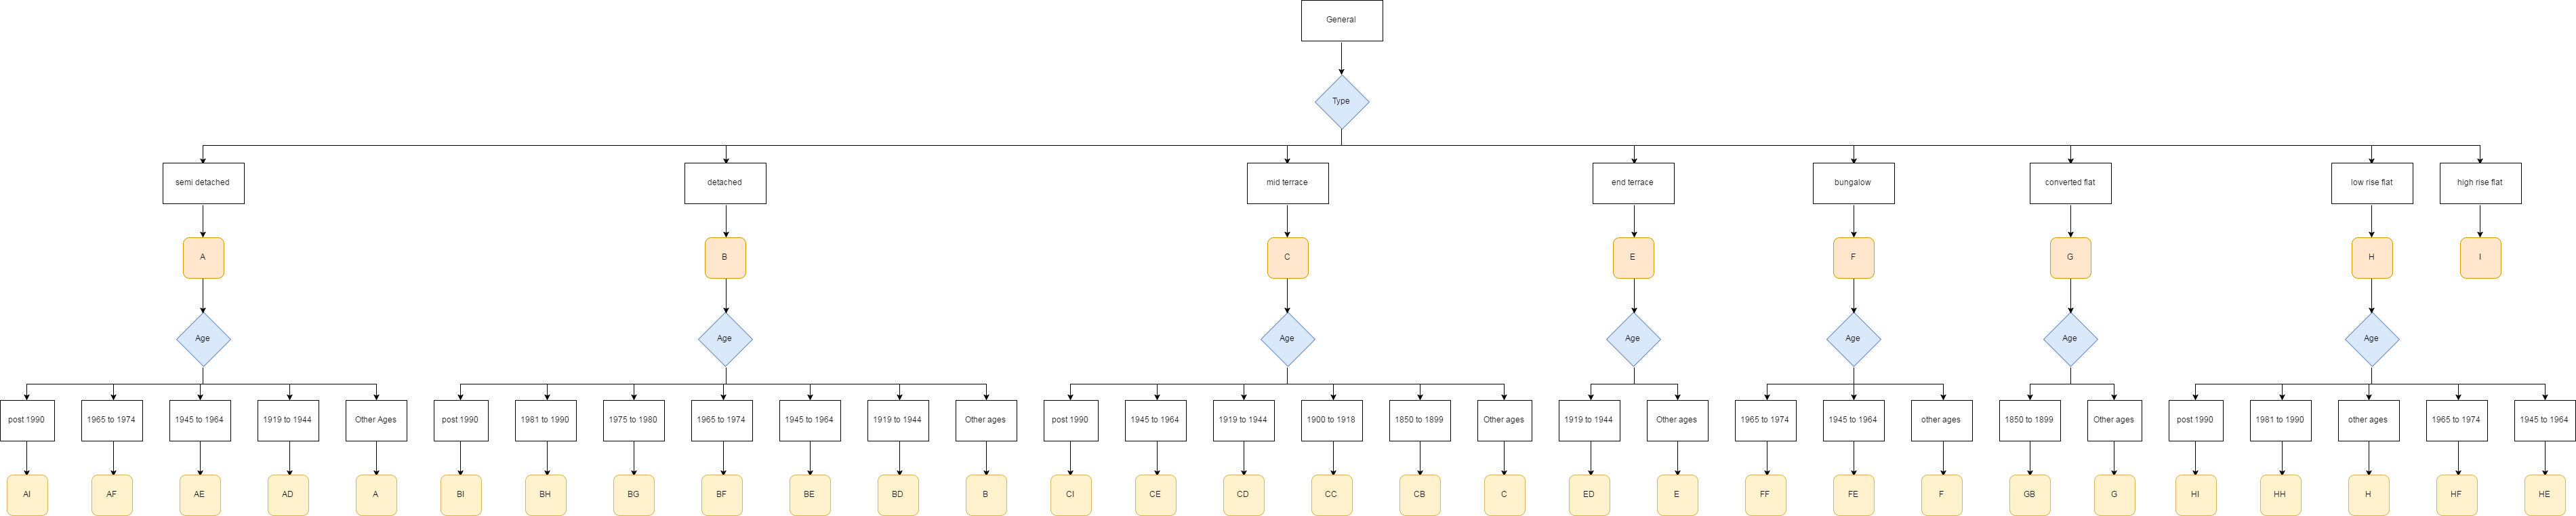 General
Type
semi detached
detached
mid terrace
end terrace
bungalow
converted flat
low rise flat
high rise flat
A
B
C
E
F
G
H
I
Age
Age
Age
Age
Age
Age
Age
post 1990
1965 to 1974
1945 to 1964
1919 to 1944
Other Ages
post 1990
1981 to 1990
1975 to 1980
1965 to 1974
1945 to 1964
1919 to 1944
Other ages
post 1990
1945 to 1964
1919 to 1944
1900 to 1918
1850 to 1899
Other ages
1919 to 1944
Other ages
1965 to 1974
1945 to 1964
other ages
1850 to 1899
Other ages
post 1990
1981 to 1990
other ages
1965 to 1974
1945 to 1964
AI
AF
AE
AD
A
BI
BH
BG
BF
BE
BD
B
CI
CE
CD
CC
CB
C
ED
E
FF
FE
F
GB
G
HI
HH
H
HF
HE